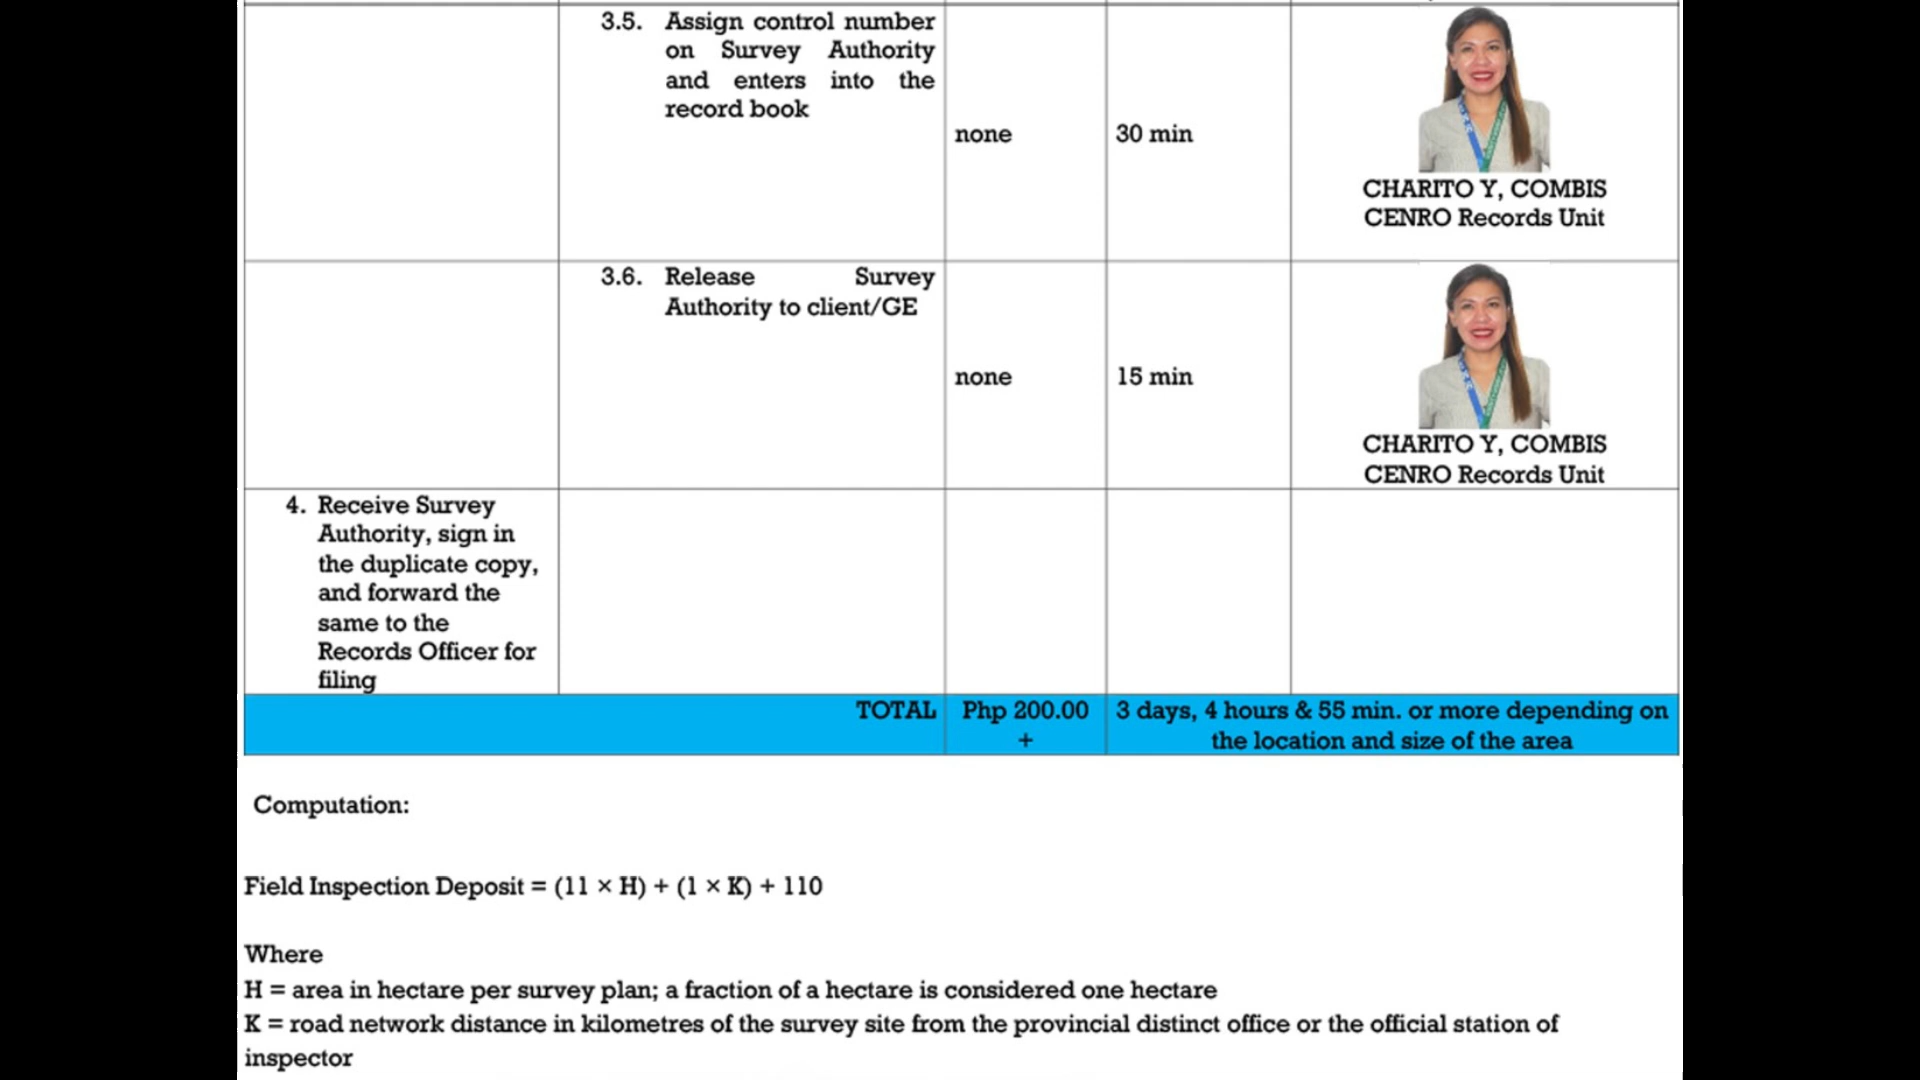 3.5. Assign control number
on Survey Authority
and enters into the
record book
none
30 min
CHARITO Y, COMBIS
CENRO Records Unit
3.6. Release Survey
Authority to client/GE
none
15 min
CHARITO Y, COMBIS
CENRO Records Unit
4. Receive Survey
Authority, sign in
the duplicate copy,
and forward the
same to the
Records Officer for
filing
TOTAL
Php 200.00
+
3 days, 4 hours & 55 min. or more depending on
the location and size of the area
Computation:
Field Inspection Deposit = (11 × H) + (1 × K) + 110
Where
H = area in hectare per survey plan; a fraction of a hectare is considered one hectare
K = road network distance in kilometres of the survey site from the provincial distinct office or the official station of
inspector